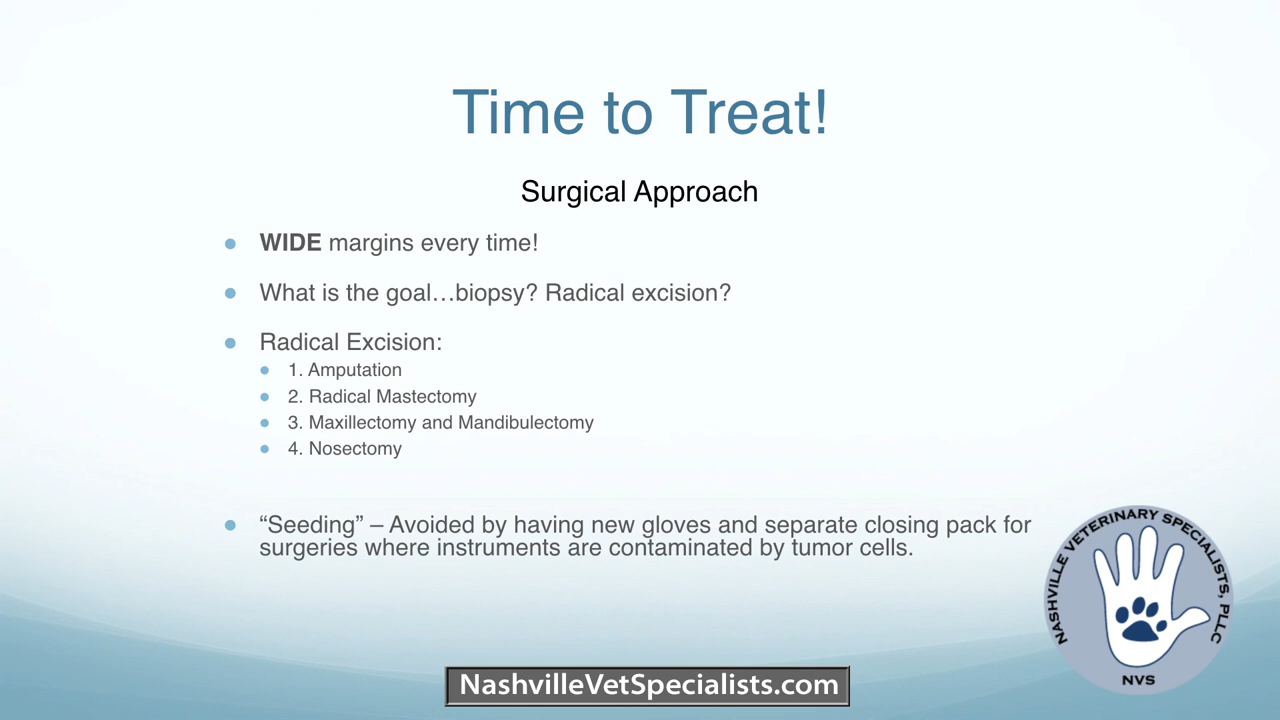 Time to Treat!
Surgical Approach
● WIDE margins every time!
● What is the goal…biopsy? Radical excision?
● Radical Excision:
● 1. Amputation
● 2. Radical Mastectomy
● 3. Maxillectomy and Mandibulectomy
● 4. Nosectomy
● “Seeding” – Avoided by having new gloves and separate closing pack for
surgeries where instruments are contaminated by tumor cells.
NASHVILLE VETERINARY SPECIALISTS, PLLC
NVS
NashvilleVetSpecialists.com